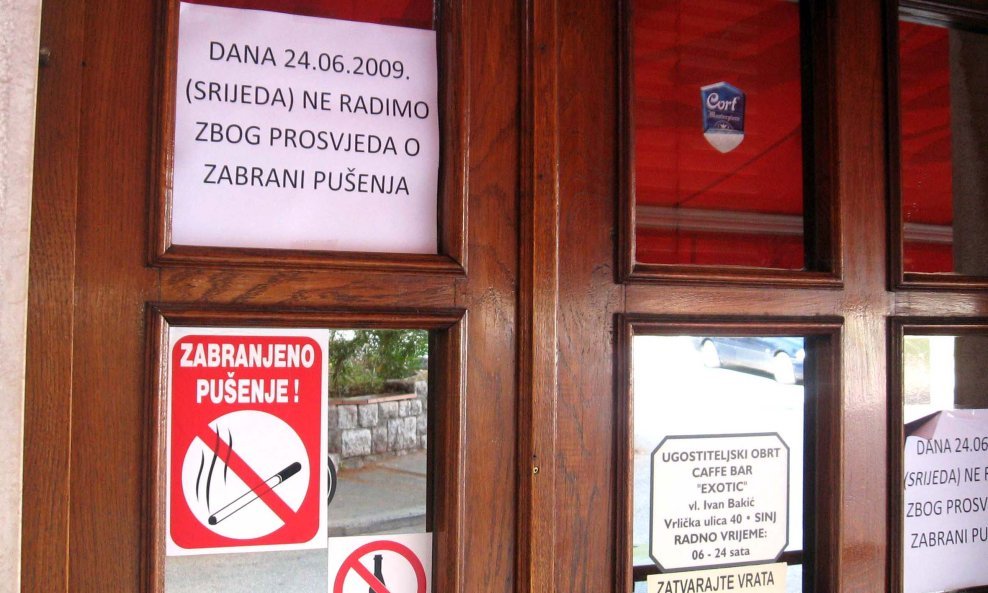 DANA 24.06.2009.
(SRIJEDA) NE RADIMO
ZBOG PROSVJEDA O
ZABRANI PUŠENJA
Corf
Masterpiece
ZABRANJENO
PUŠENJE !
UGOSTITELJSKI OBRT
CAFFE BAR
"EXOTIC"
vl. Ivan Bakić
Vrlička ulica 40 • SINJ
RADNO VRIJEME:
06 - 24 sata
ZATVARAJTE VRATA
DANA 24.06
(SRIJEDA) NE
ZBOG PROSV
ZABRANI PU